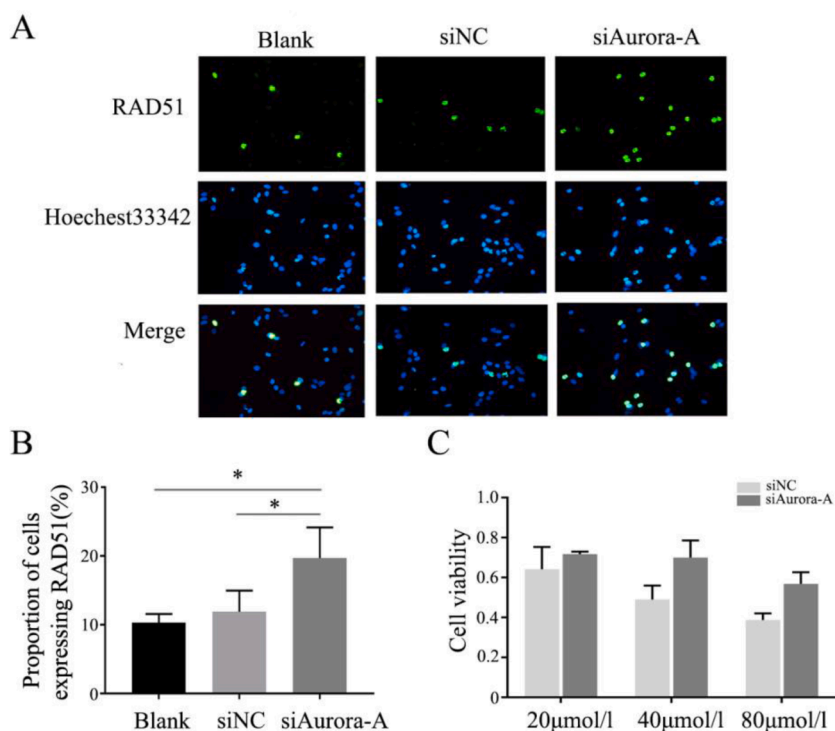 A
Blank siNC siAurora-A
RAD51
Hoechest33342
Merge
B
Proportion of cells
expressing RAD51(%)
30
20
10
0
*
*
Blank siNC siAurora-A
C
Cell viability
1.0
0.8
0.6
0.4
0.2
0
siNC
siAurora-A
20μmol/l 40μmol/l 80μmol/l